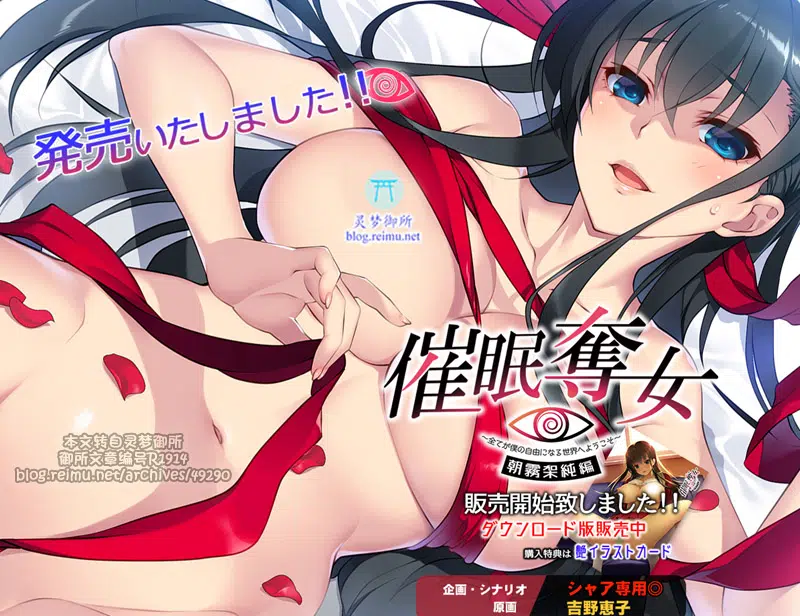 発売いたしました!!
灵梦御所
blog.reimu.net
催眠奪女
～全てが僕の自由になる世界へようこそ～
朝霧架純編
販売開始致しました!!
ダウンロード版販売中
購入特典は 艶イラストカード
本文转自灵梦御所
御所文章编号R1914
blog.reimu.net/archives/49290
企画・シナリオ シャア専用◎
原画 吉野恵子